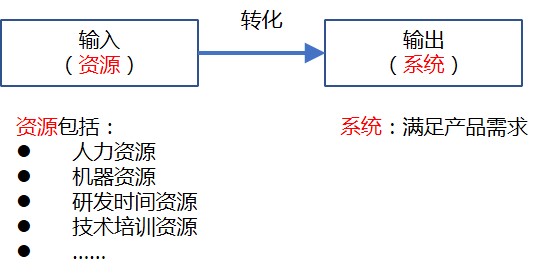 转化
输入
（资源）
输出
（系统）
资源包括：
● 人力资源
● 机器资源
● 研发时间资源
● 技术培训资源
● ......
系统：满足产品需求